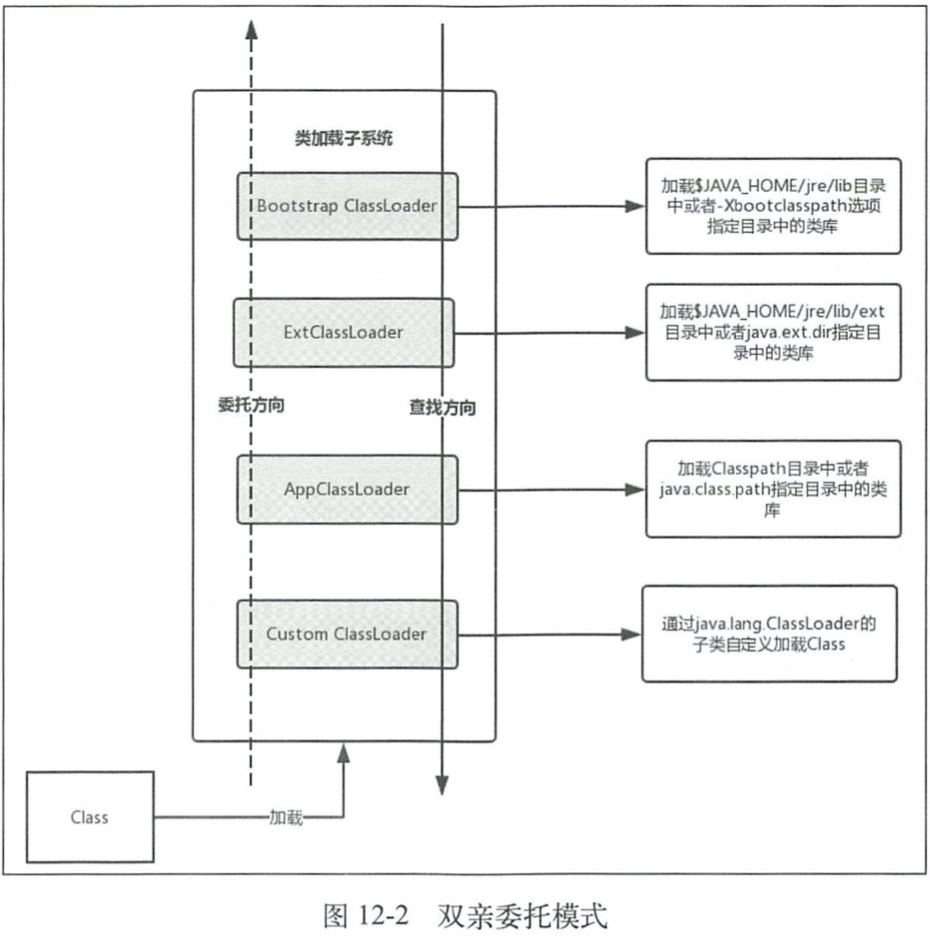 类加载子系统
Bootstrap ClassLoader
加载$JAVA_HOME/jre/lib目录
中或者-Xbootclasspath选项
指定目录中的类库
ExtClassLoader
加载$JAVA_HOME/jre/lib/ext
目录中或者java.ext.dir指定目
录中的类库
委托方向
查找方向
AppClassLoader
加载Classpath目录中或者
java.class.path指定目录中的类
库
Custom ClassLoader
通过java.lang.ClassLoader的
子类自定义加载Class
Class
加载
图 12-2 双亲委托模式